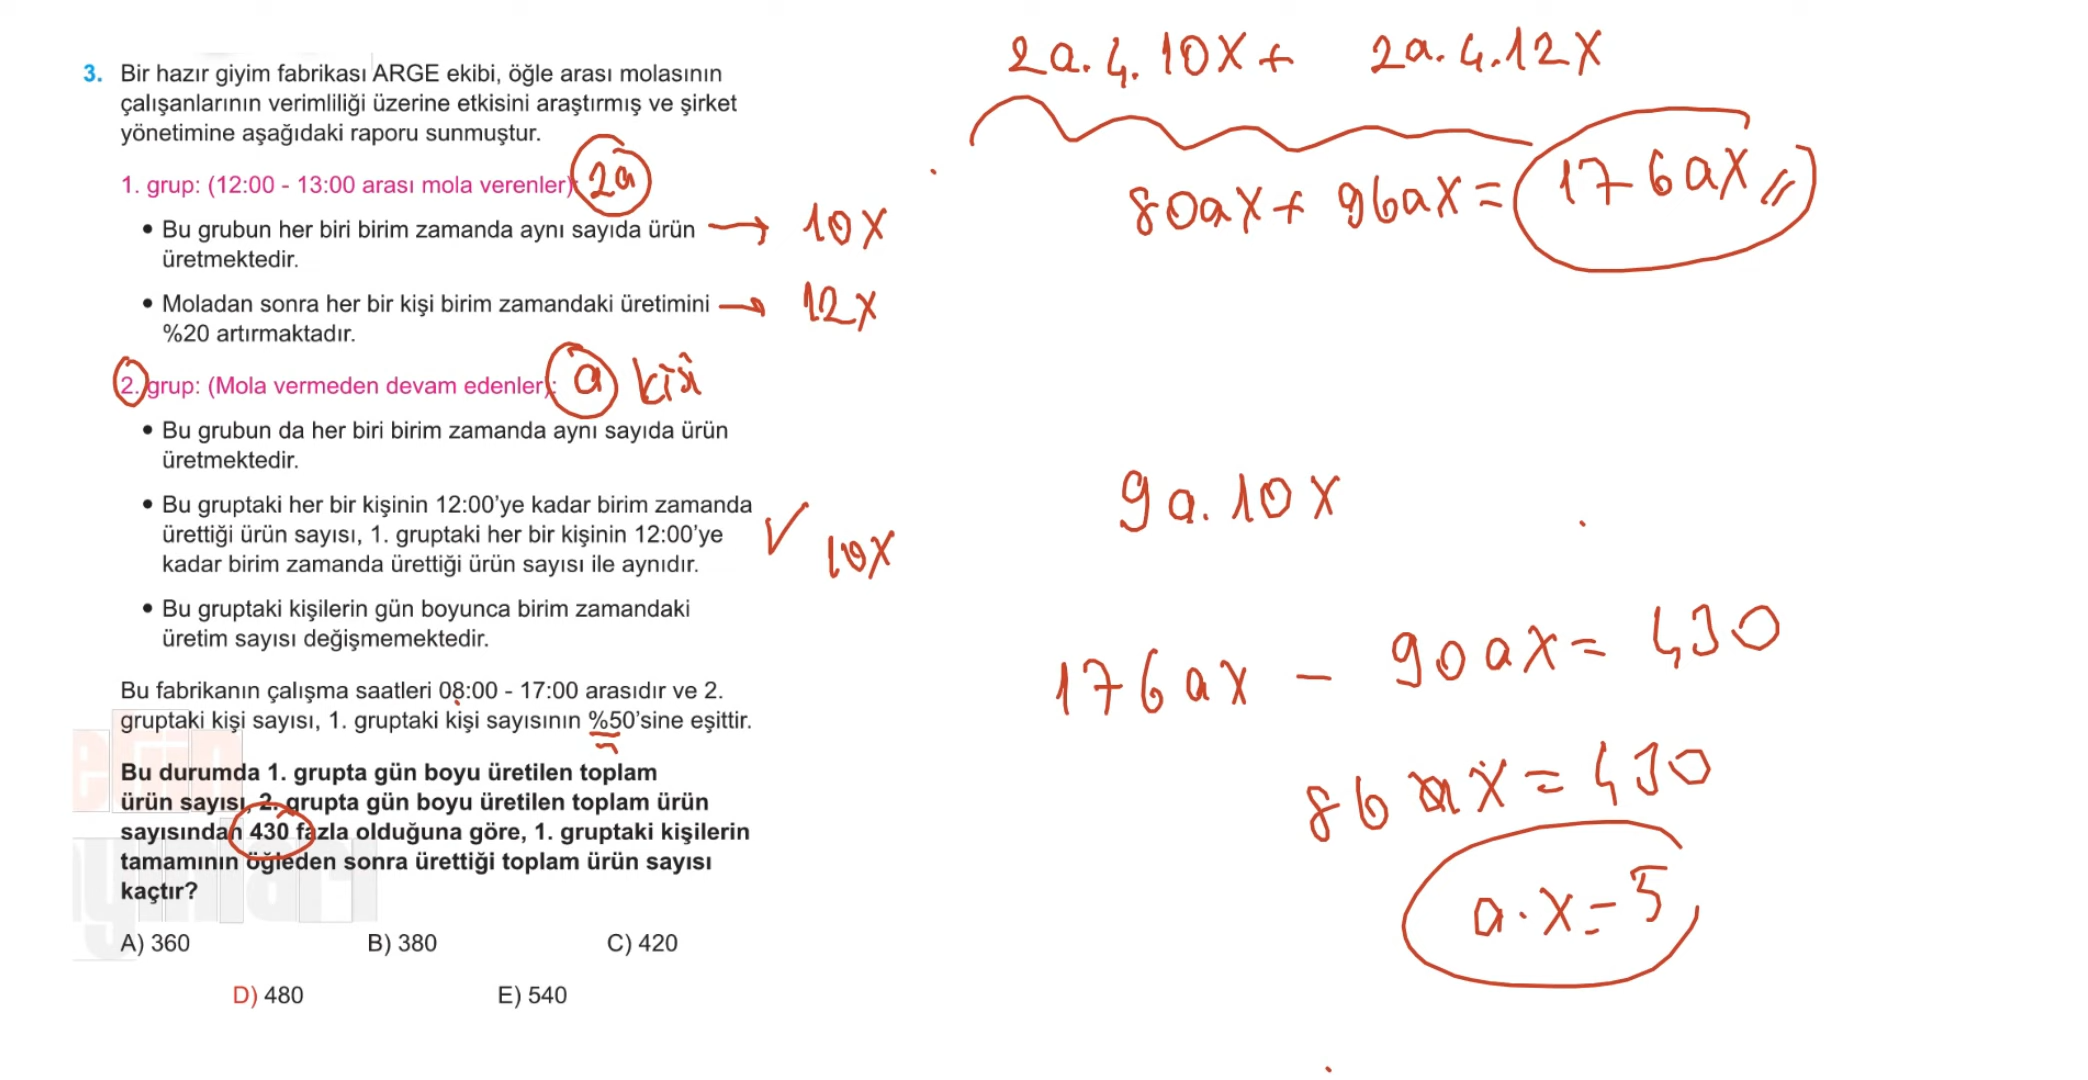 3. Bir hazır giyim fabrikası ARGE ekibi, öğle arası molasının
çalışanlarının verimliliği üzerine etkisini araştırmış ve şirket
yönetimine aşağıdaki raporu sunmuştur.
1. grup: (12:00 - 13:00 arası mola verenler): 2a
• Bu grubun her biri birim zamanda aynı sayıda ürün → 10X
üretmektedir.
• Moladan sonra her bir kişi birim zamandaki üretimini → 12X
%20 artırmaktadır.
2. grup: (Mola vermeden devam edenler): a kişi
• Bu grubun da her biri birim zamanda aynı sayıda ürün
üretmektedir.
• Bu gruptaki her bir kişinin 12:00'ye kadar birim zamanda
ürettiği ürün sayısı, 1. gruptaki her bir kişinin 12:00'ye
kadar birim zamanda ürettiği ürün sayısı ile aynıdır. ✓ 10X
• Bu gruptaki kişilerin gün boyunca birim zamandaki
üretim sayısı değişmemektedir.
Bu fabrikanın çalışma saatleri 08:00 - 17:00 arasıdır ve 2.
gruptaki kişi sayısı, 1. gruptaki kişi sayısının %50'sine eşittir.
Bu durumda 1. grupta gün boyu üretilen toplam
ürün sayısı, 2. grupta gün boyu üretilen toplam ürün
sayısından 430 fazla olduğuna göre, 1. gruptaki kişilerin
tamamının öğleden sonra ürettiği toplam ürün sayısı
kaçtır?
A) 360 B) 380 C) 420
D) 480 E) 540
2a.4.10X + 2a.4.12X
80aX + 96aX = 176aX
9a.10X
176aX - 90aX = 430
86aX = 430
a.X = 5